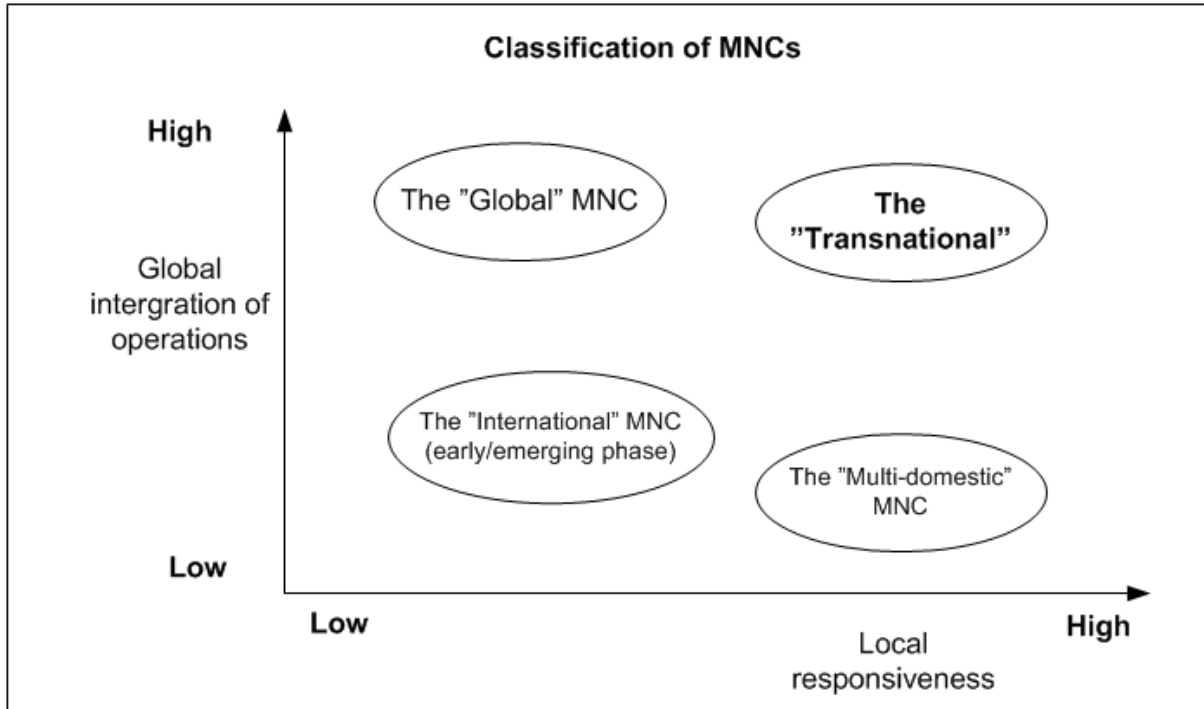 Classification of MNCs
High
The ”Global” MNC
The
”Transnational”
Global
intergration of
operations
The ”International” MNC
(early/emerging phase)
The ”Multi-domestic”
MNC
Low
Low
High
Local
responsiveness